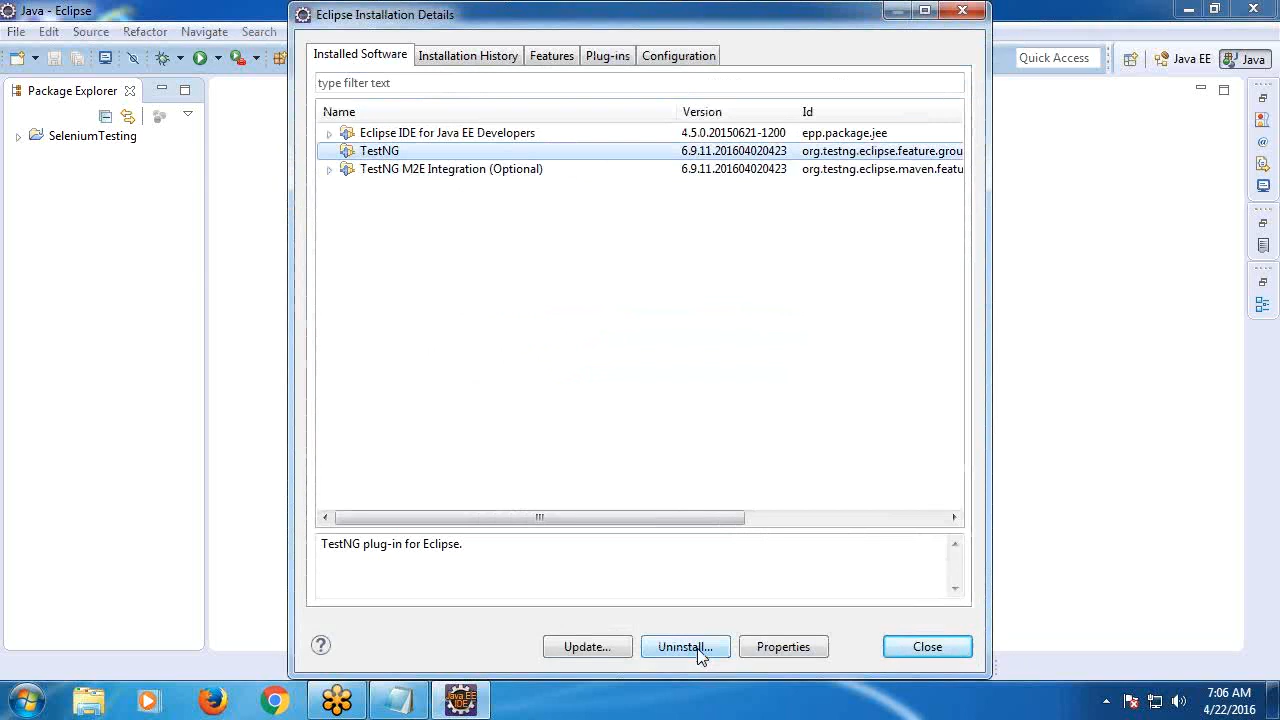 Java - Eclipse
File Edit Source Refactor Navigate Search
Quick Access
Java EE
Java
Package Explorer
SeleniumTesting
Eclipse Installation Details
Installed Software Installation History Features Plug-ins Configuration
type filter text
Name Version Id
Eclipse IDE for Java EE Developers 4.5.0.20150621-1200 epp.package.jee
TestNG 6.9.11.201604020423 org.testng.eclipse.feature.grou
TestNG M2E Integration (Optional) 6.9.11.201604020423 org.testng.eclipse.maven.featu
TestNG plug-in for Eclipse.
Update... Uninstall... Properties Close
Java EE
IDE
7:06 AM
4/22/2016